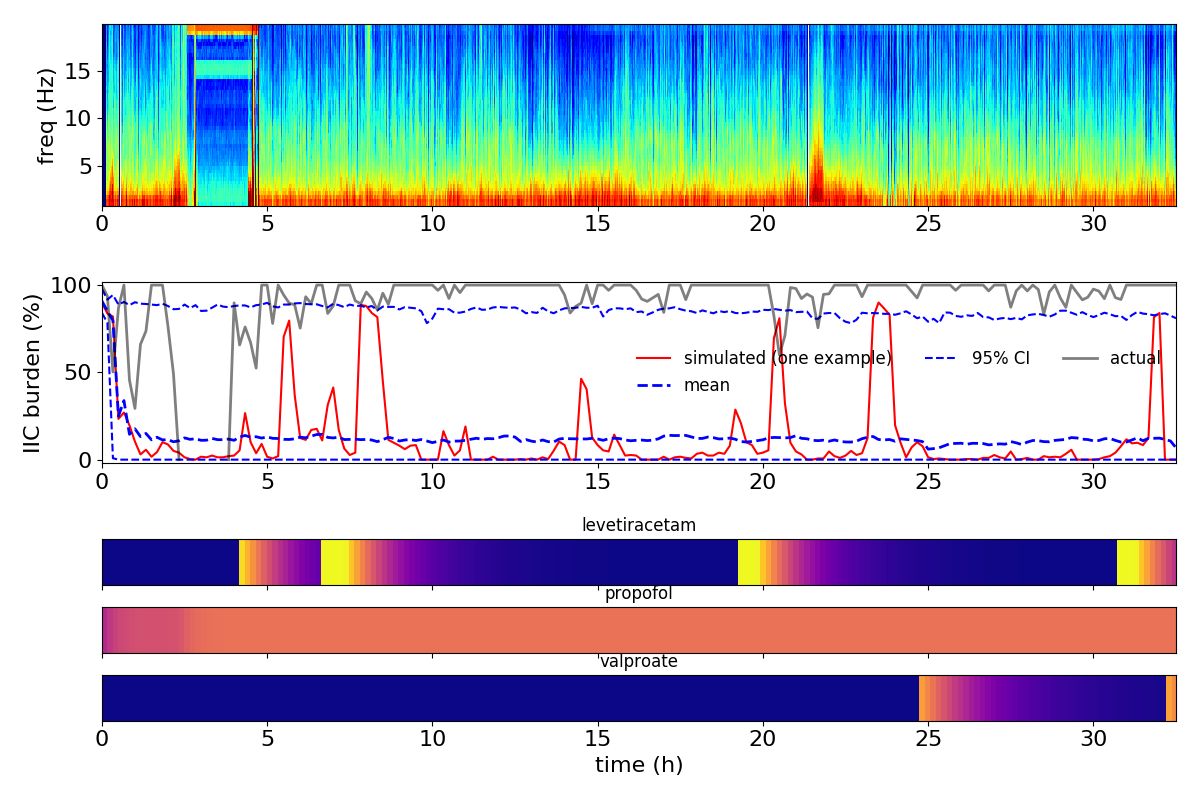 freq (Hz)
15
10
5
0 5 10 15 20 25 30
IIC burden (%)
100
50
0
simulated (one example) 95% CI actual
mean
0 5 10 15 20 25 30
levetiracetam
propofol
valproate
0 5 10 15 20 25 30
time (h)